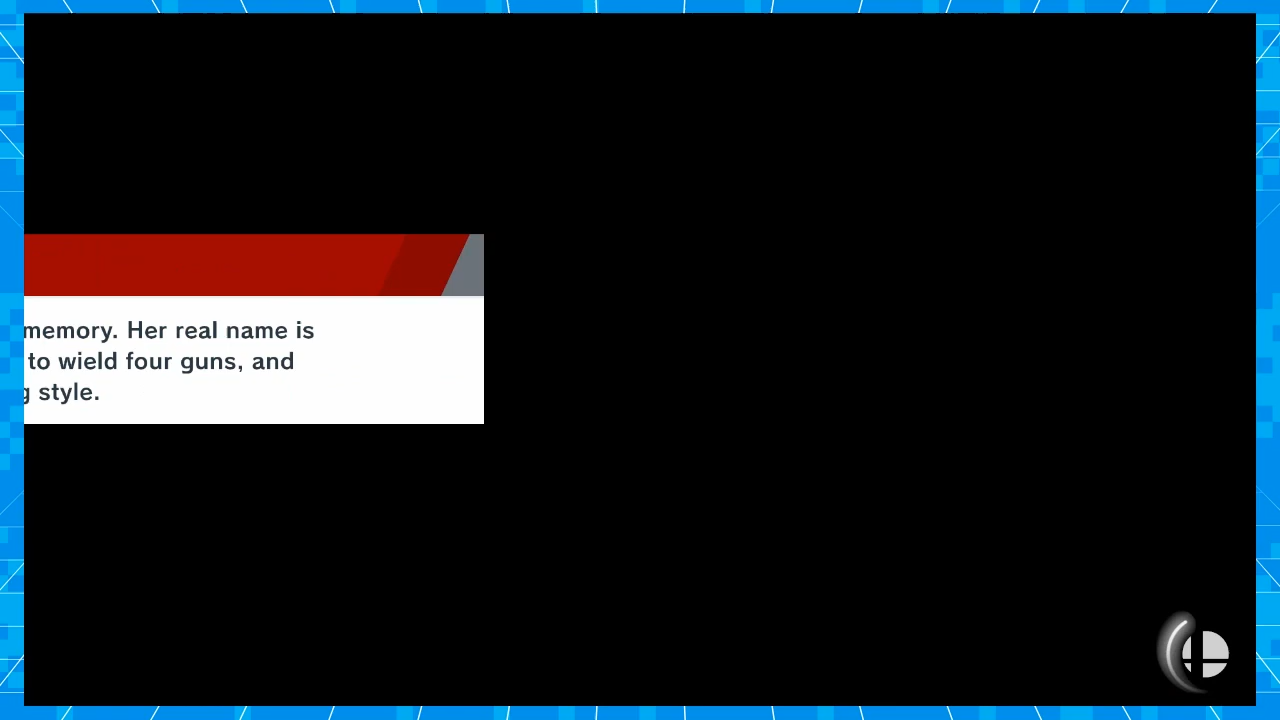 memory. Her real name is
to wield four guns, and
g style.